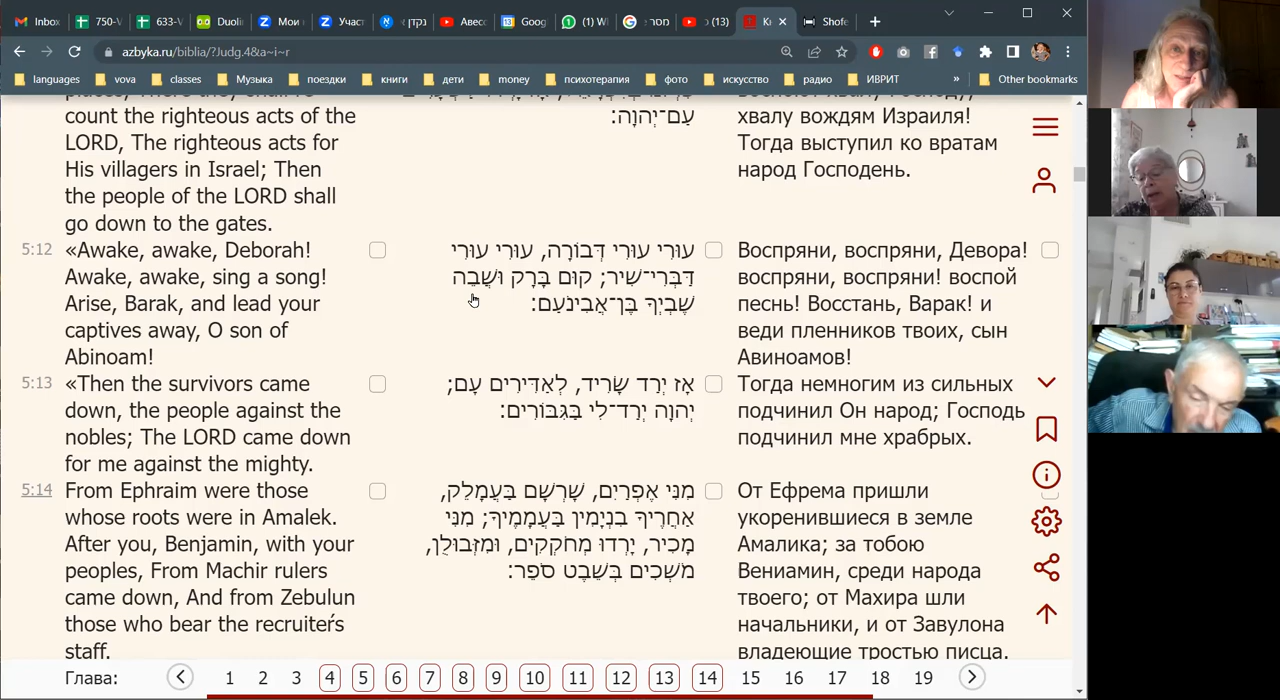 Inbox
750-V
633-V
Duolin
Мои
Участ
נקדן א
Авесс
Goog
(1) W
מסר
(13)
Кн
Shofe
azbyka.ru/biblia/?Judg.4&a~i~r
languages
vova
classes
Музыка
поездки
книги
дети
money
психотерапия
фото
искусство
радио
ИВРИТ
»
Other bookmarks
count the righteous acts of the
LORD, The righteous acts for
His villagers in Israel; Then
the people of the LORD shall
go down to the gates.
עַם־יְהוָה׃
хвалу вождям Израиля!
Тогда выступил ко вратам
народ Господень.
5:12
«Awake, awake, Deborah!
Awake, awake, sing a song!
Arise, Barak, and lead your
captives away, O son of
Abinoam!
עוּרִי עוּרִי דְּבוֹרָה, עוּרִי עוּרִי
דַּבְּרִי־שִׁיר; קוּם בָּרָק וּשֲׁבֵה
שֶׁבְיְךָ בֶּן־אֲבִינֹעַם׃
Воспряни, воспряни, Девора!
воспряни, воспряни! воспой
песнь! Восстань, Варак! и
веди пленников твоих, сын
Авиноамов!
5:13
«Then the survivors came
down, the people against the
nobles; The LORD came down
for me against the mighty.
אָז יְרַד שָׂרִיד, לְאַדִּירִים עָם;
יְהוָה יְרַד־לִי בַּגִּבּוֹרִים׃
Тогда немногим из сильных
подчинил Он народ; Господь
подчинил мне храбрых.
5:14
From Ephraim were those
whose roots were in Amalek.
After you, Benjamin, with your
peoples, From Machir rulers
came down, And from Zebulun
those who bear the recruiteŕs
staff.
מִנִּי אֶפְרַיִם, שָׁרְשָׁם בַּעֲמָלֵק,
אַחֲרֶיךָ בִנְיָמִין בַּעֲמָמֶיךָ; מִנִּי
מָכִיר, יָרְדוּ מְחֹקְקִים, וּמִזְּבוּלֻן,
מֹשְׁכִים בְּשֵׁבֶט סֹפֵר׃
От Ефрема пришли
укоренившиеся в земле
Амалика; за тобою
Вениамин, среди народа
твоего; от Махира шли
начальники, и от Завулона
владеющие тростью писца.
Глава:
1 2 3 4 5 6 7 8 9 10 11 12 13 14 15 16 17 18 19